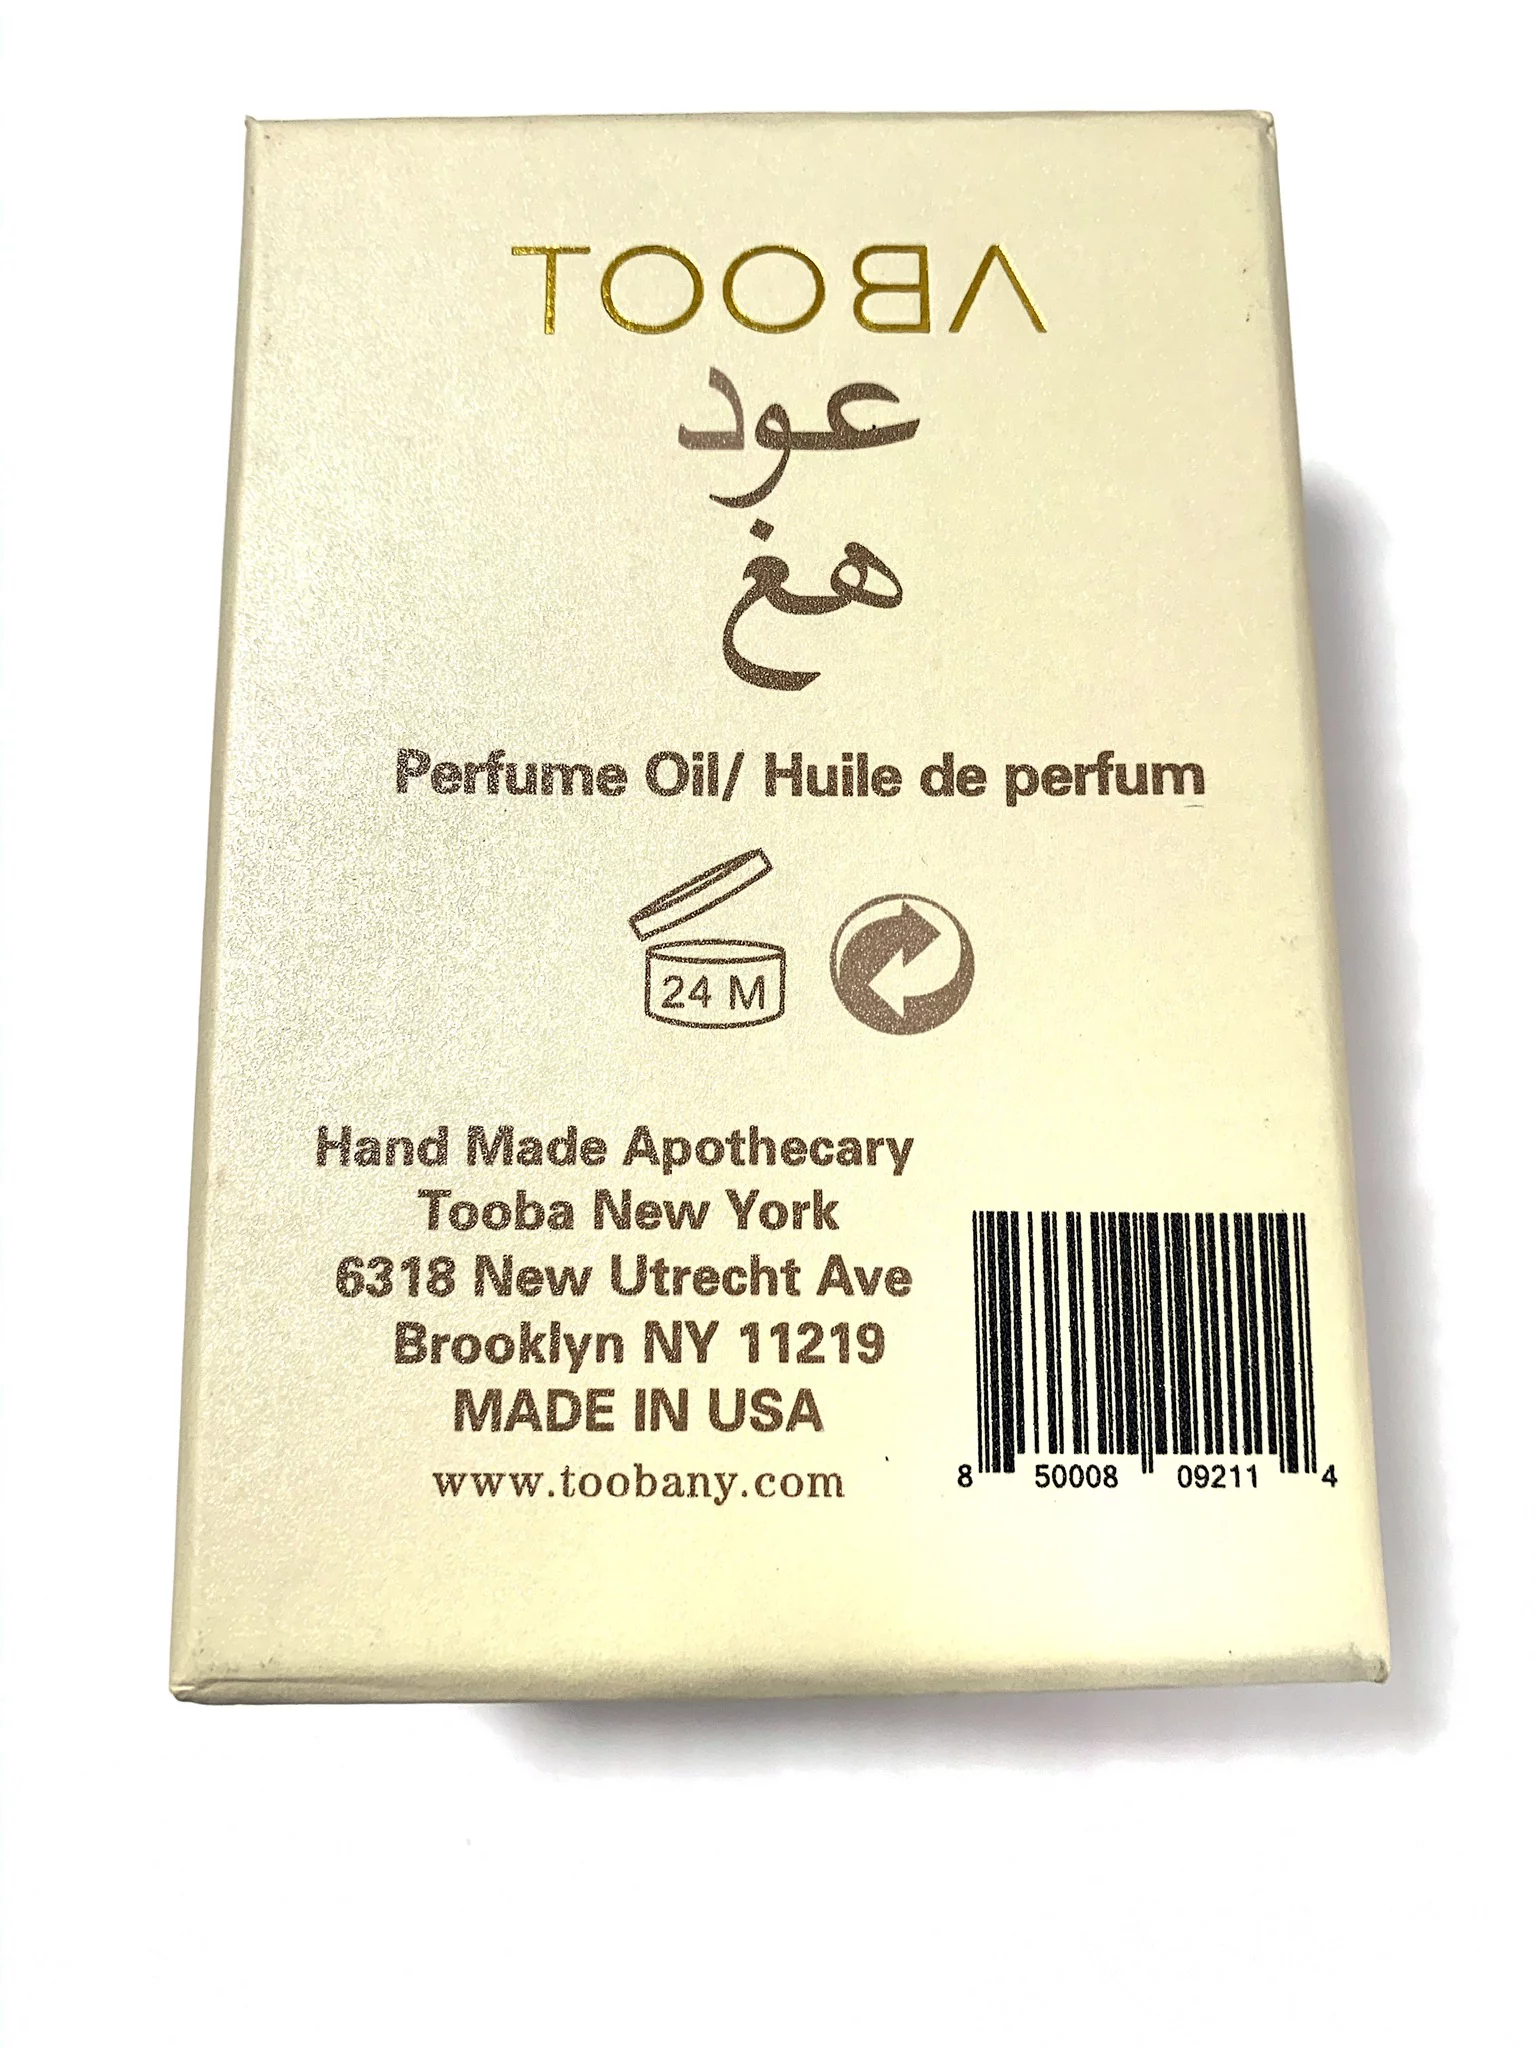 TOOBΛ
عود
هغ
Perfume Oil/ Huile de perfum
24 M
Hand Made Apothecary
Tooba New York
6318 New Utrecht Ave
Brooklyn NY 11219
MADE IN USA
www.toobany.com
8 50008 09211 4